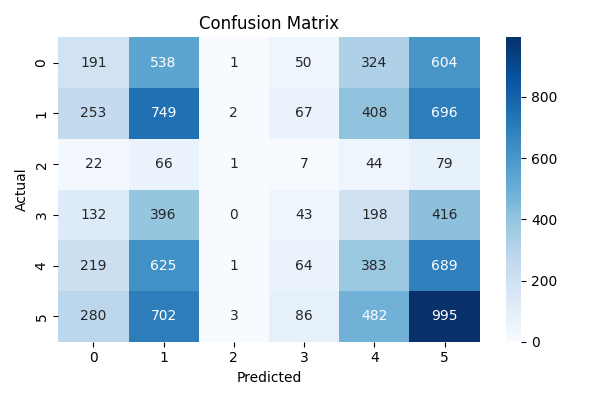 Confusion Matrix
Actual
0 191 538 1 50 324 604
1 253 749 2 67 408 696
2 22 66 1 7 44 79
3 132 396 0 43 198 416
4 219 625 1 64 383 689
5 280 702 3 86 482 995
0 1 2 3 4 5
Predicted
800
600
400
200
0